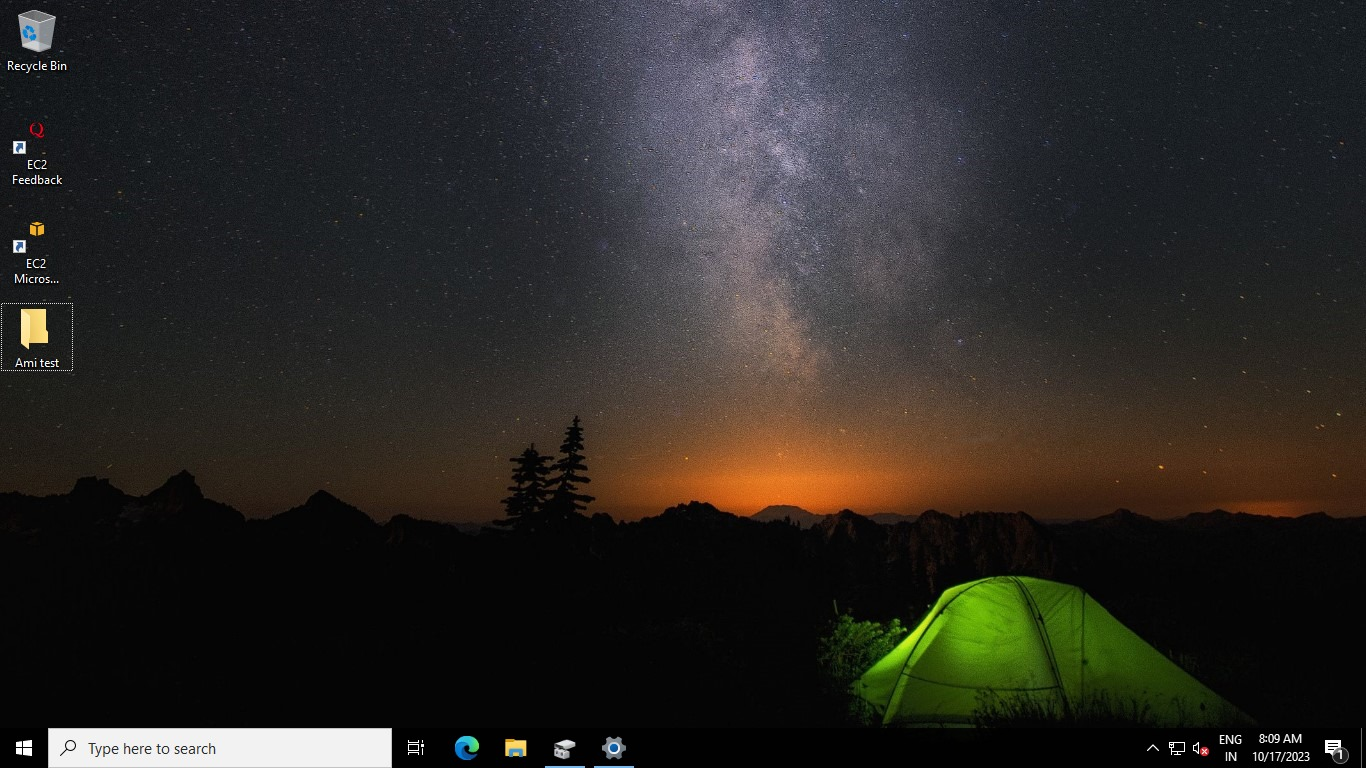 Recycle Bin
EC2
Feedback
EC2
Micros...
Ami test
Type here to search
ENG
IN
8:09 AM
10/17/2023
1